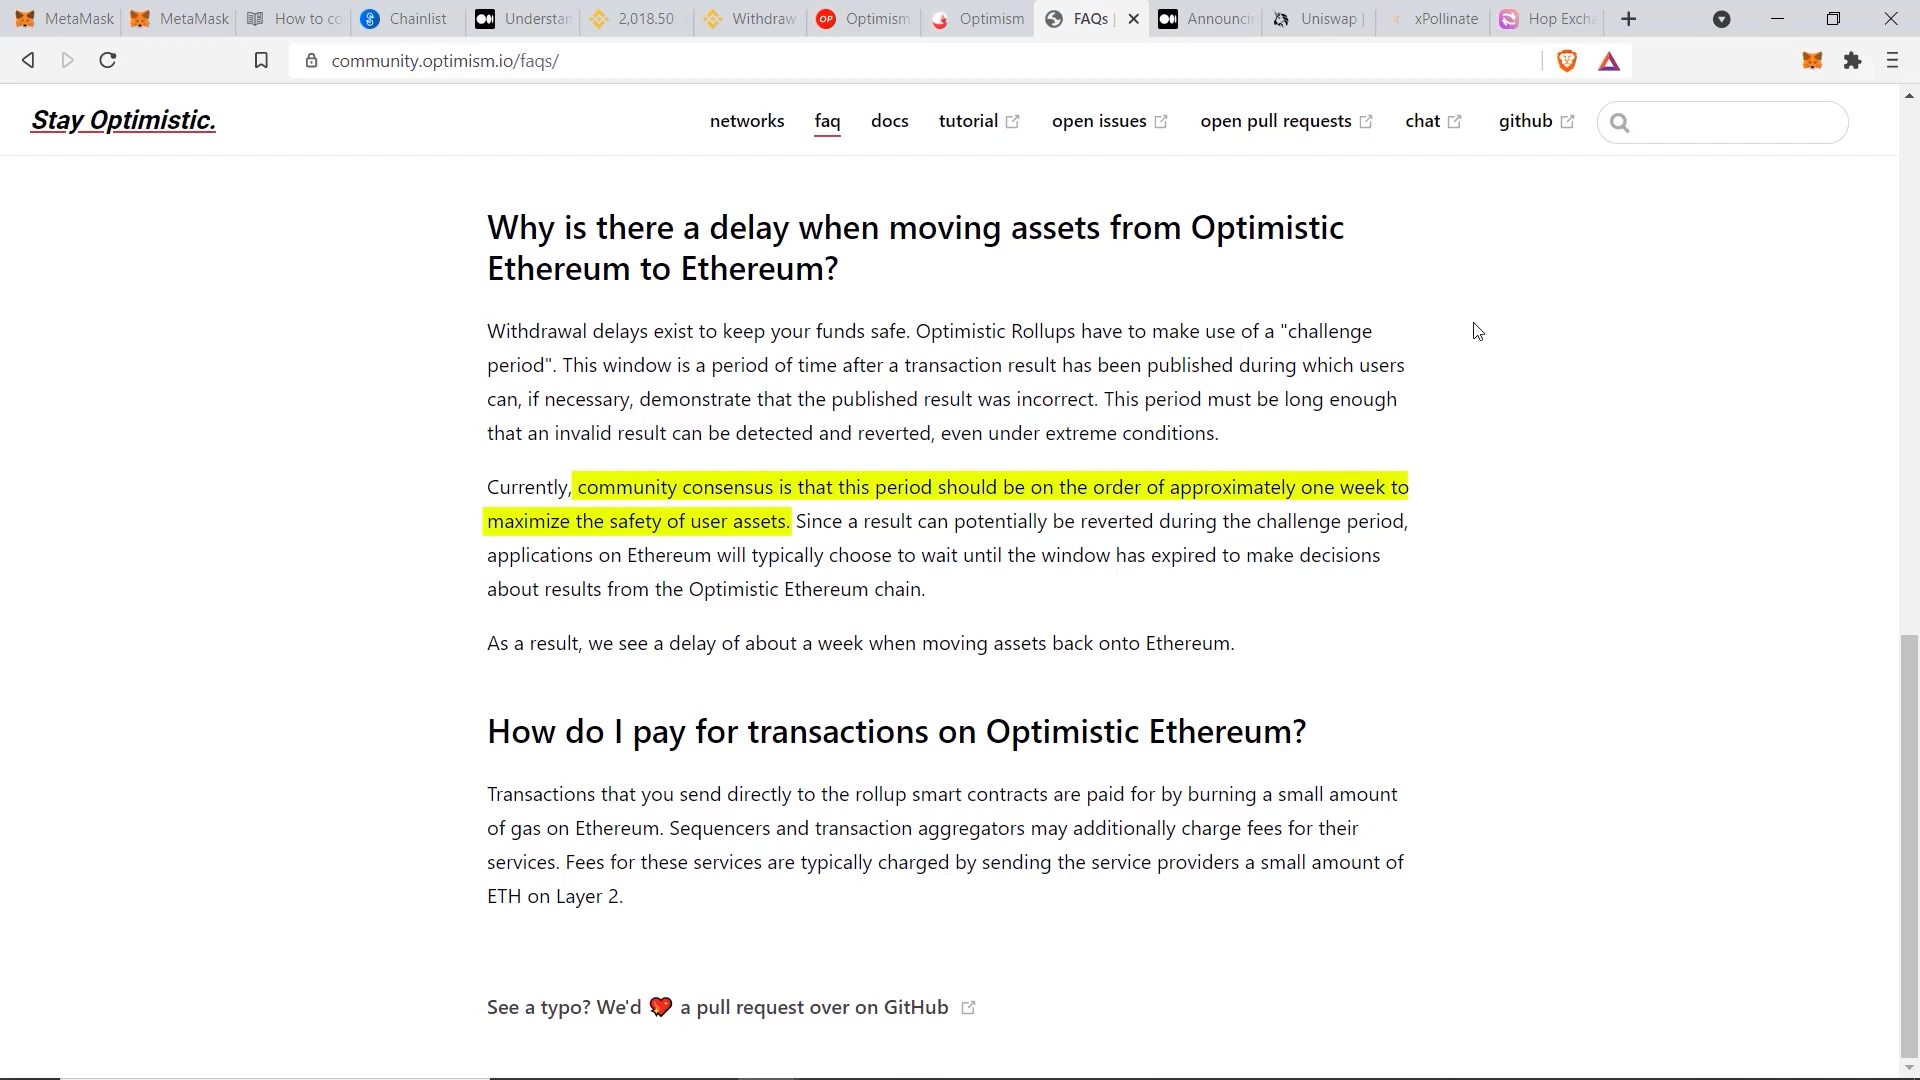 MetaMask MetaMask How to co Chainlist Understan 2,018.50 Withdraw Optimism Optimism FAQs | Announcin Uniswap | xPollinate Hop Excha
community.optimism.io/faqs/
Stay Optimistic. networks faq docs tutorial open issues open pull requests chat github
Why is there a delay when moving assets from Optimistic
Ethereum to Ethereum?
Withdrawal delays exist to keep your funds safe. Optimistic Rollups have to make use of a "challenge
period". This window is a period of time after a transaction result has been published during which users
can, if necessary, demonstrate that the published result was incorrect. This period must be long enough
that an invalid result can be detected and reverted, even under extreme conditions.
Currently, community consensus is that this period should be on the order of approximately one week to
maximize the safety of user assets. Since a result can potentially be reverted during the challenge period,
applications on Ethereum will typically choose to wait until the window has expired to make decisions
about results from the Optimistic Ethereum chain.
As a result, we see a delay of about a week when moving assets back onto Ethereum.
How do I pay for transactions on Optimistic Ethereum?
Transactions that you send directly to the rollup smart contracts are paid for by burning a small amount
of gas on Ethereum. Sequencers and transaction aggregators may additionally charge fees for their
services. Fees for these services are typically charged by sending the service providers a small amount of
ETH on Layer 2.
See a typo? We'd 💖 a pull request over on GitHub